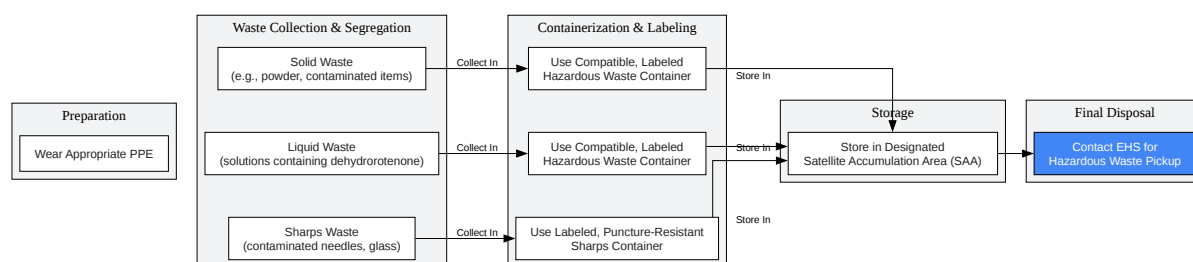 Preparation
Wear Appropriate PPE
Waste Collection & Segregation
Solid Waste
(e.g., powder, contaminated items)
Liquid Waste
(solutions containing dehydrorotenone)
Sharps Waste
(contaminated needles, glass)
Collect In
Collect In
Collect In
Containerization & Labeling
Use Compatible, Labeled
Hazardous Waste Container
Use Compatible, Labeled
Hazardous Waste Container
Use Labeled, Puncture-Resistant
Sharps Container
Store In
Store In
Store In
Storage
Store in Designated
Satellite Accumulation Area (SAA)
Final Disposal
Contact EHS for
Hazardous Waste Pickup